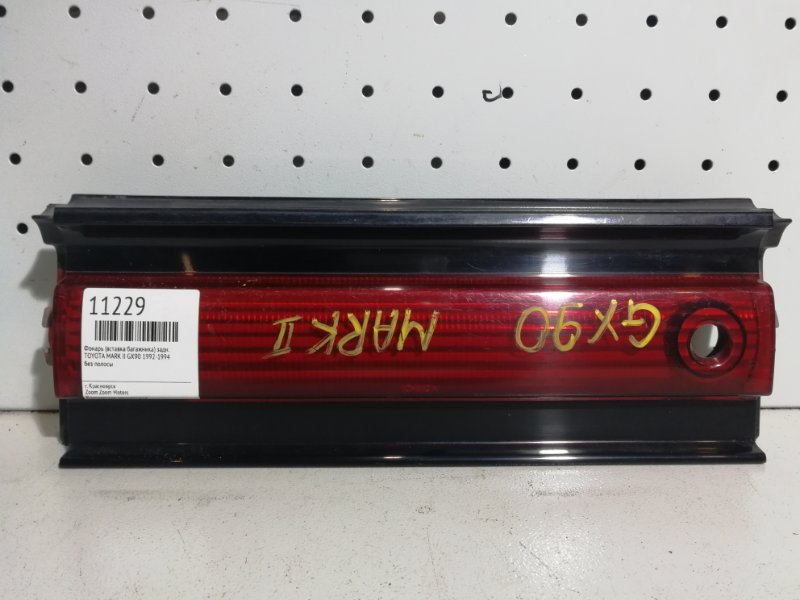 11229
Фонарь (вставка багажника) задн.
TOYOTA MARK II GX90 1992-1994
без полосы
г. Красноярск
Zoom Zoom Motors
GX90
MARK II